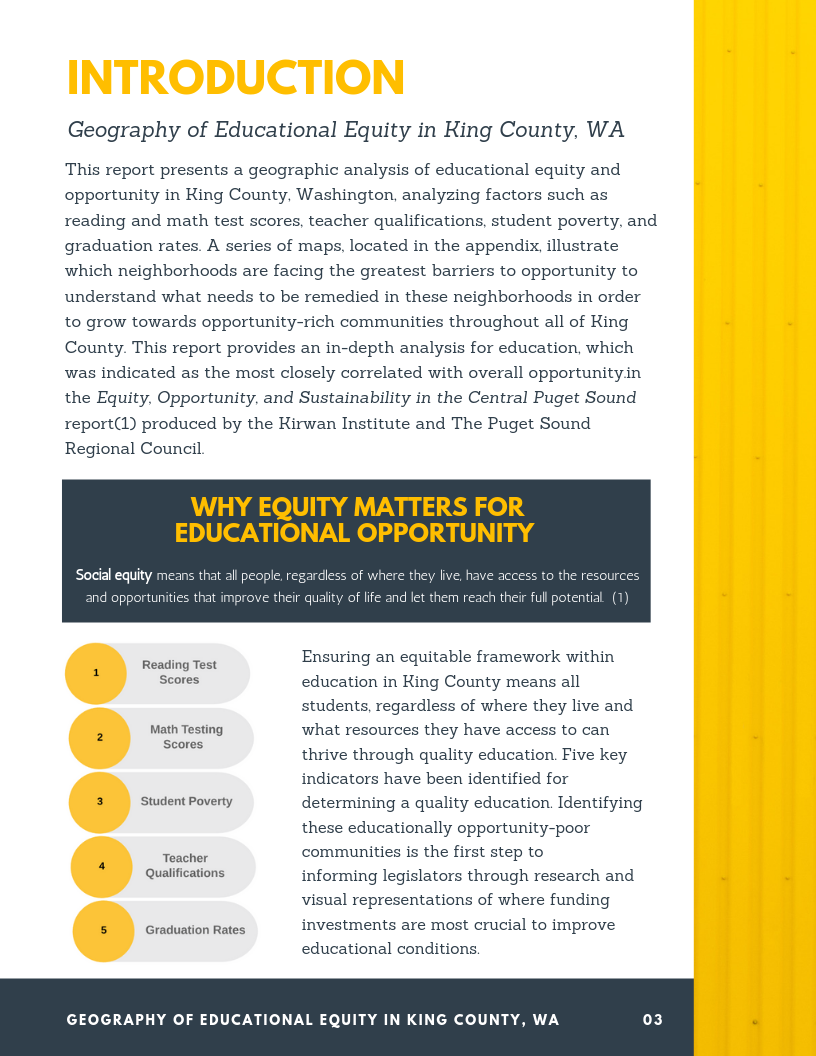 INTRODUCTION
Geography of Educational Equity in King County, WA
This report presents a geographic analysis of educational equity and
opportunity in King County, Washington, analyzing factors such as
reading and math test scores, teacher qualifications, student poverty, and
graduation rates. A series of maps, located in the appendix, illustrate
which neighborhoods are facing the greatest barriers to opportunity to
understand what needs to be remedied in these neighborhoods in order
to grow towards opportunity-rich communities throughout all of King
County. This report provides an in-depth analysis for education, which
was indicated as the most closely correlated with overall opportunity.in
the Equity, Opportunity, and Sustainability in the Central Puget Sound
report(1) produced by the Kirwan Institute and The Puget Sound
Regional Council.
WHY EQUITY MATTERS FOR
EDUCATIONAL OPPORTUNITY
Social equity means that all people, regardless of where they live, have access to the resources
and opportunities that improve their quality of life and let them reach their full potential. (1)
1
Reading Test
Scores
2
Math Testing
Scores
3
Student Poverty
4
Teacher
Qualifications
5
Graduation Rates
Ensuring an equitable framework within
education in King County means all
students, regardless of where they live and
what resources they have access to can
thrive through quality education. Five key
indicators have been identified for
determining a quality education. Identifying
these educationally opportunity-poor
communities is the first step to
informing legislators through research and
visual representations of where funding
investments are most crucial to improve
educational conditions.
GEOGRAPHY OF EDUCATIONAL EQUITY IN KING COUNTY, WA
03